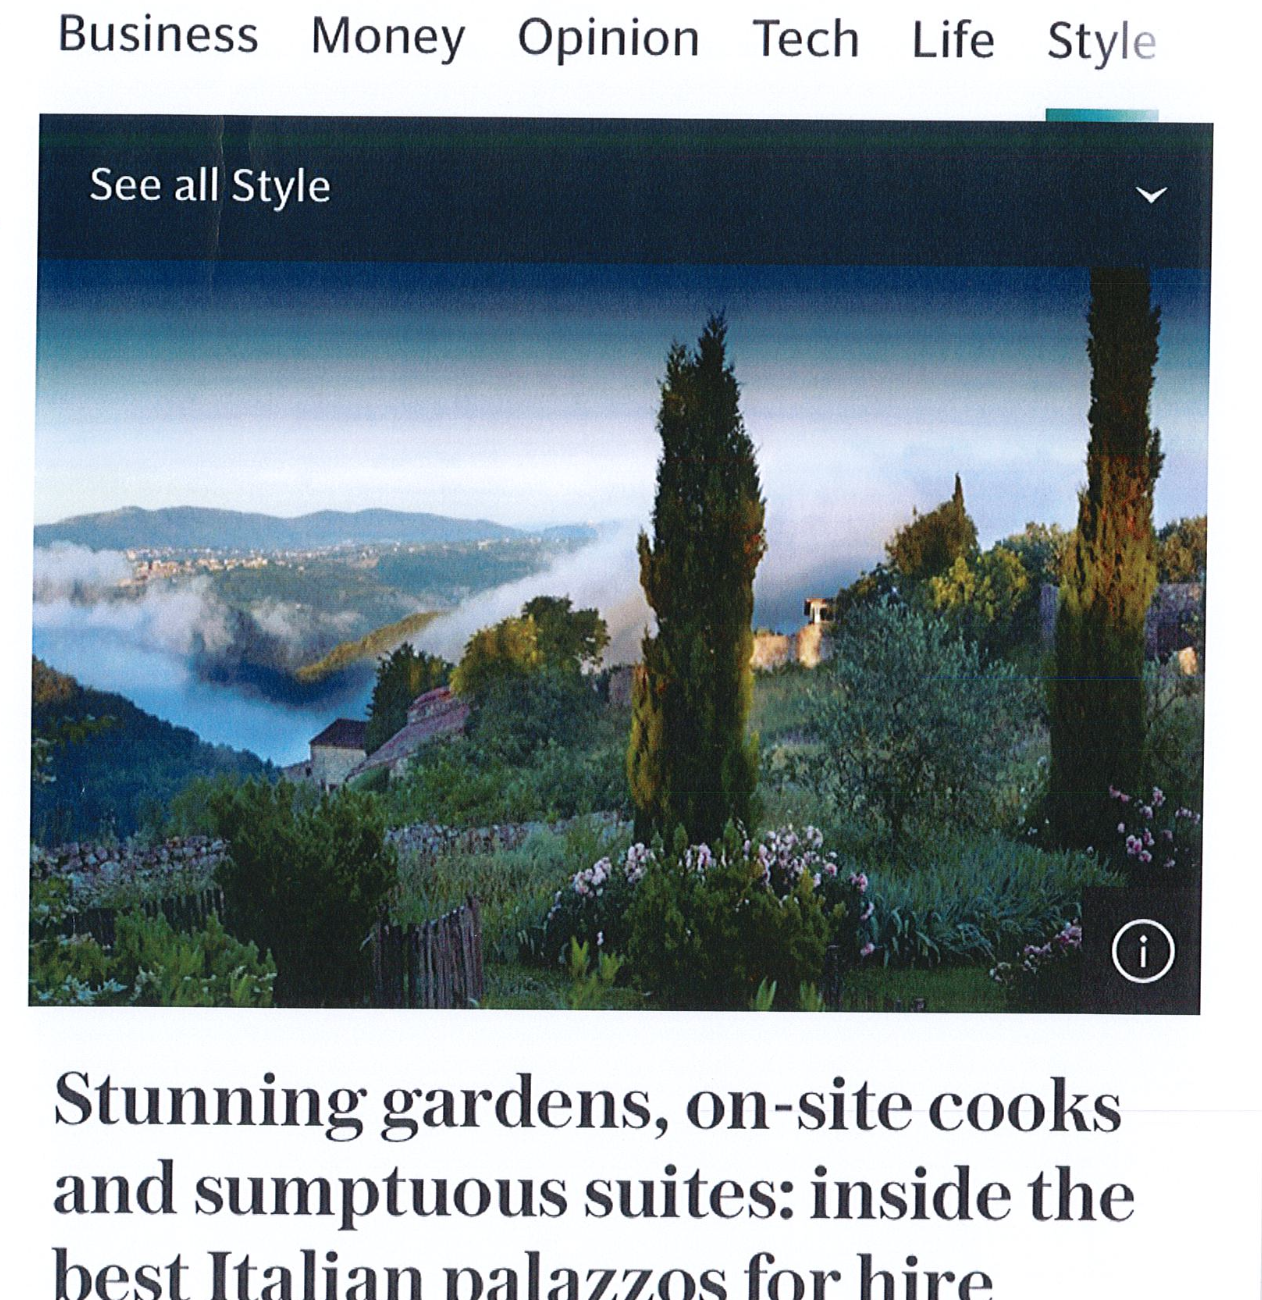 Business Money Opinion Tech Life Style
See all Style
i
Stunning gardens, on-site cooks
and sumptuous suites: inside the
best Italian palazzos for hire